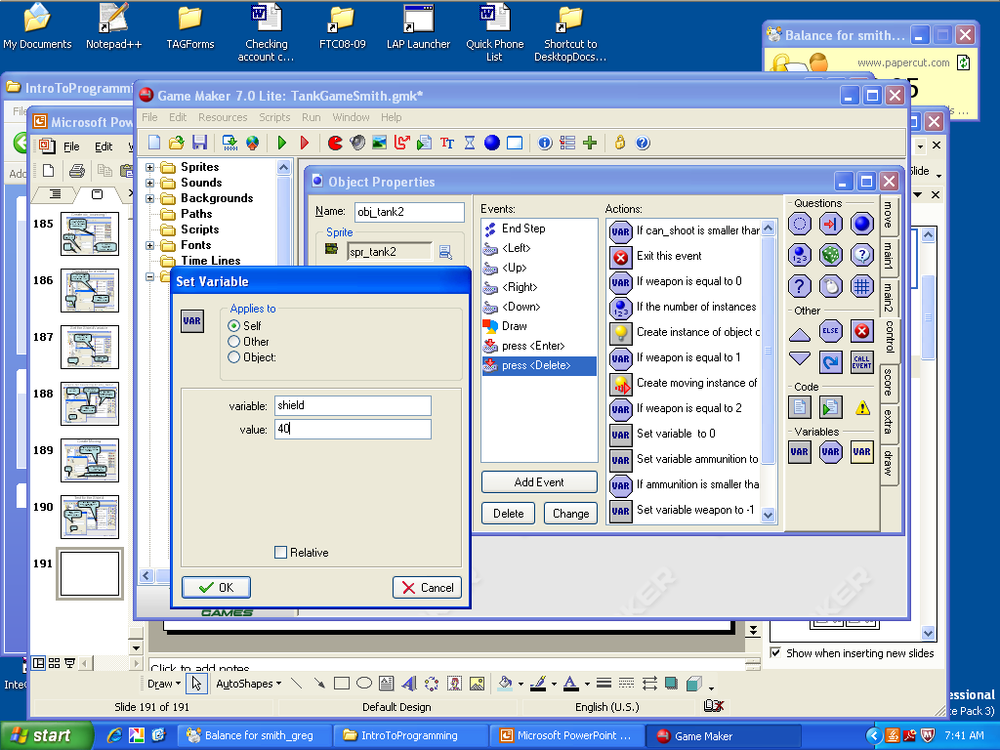 My Documents
Notepad++
TAGForms
Checking account c...
FTC08-09
LAP Launcher
Quick Phone List
Shortcut to DesktopDocs...
Balance for smith...
www.papercut.com
IntroToProgrammi
Microsoft Pow
File Edit
Game Maker 7.0 Lite: TankGameSmith.gmk*
File Edit Resources Scripts Run Window Help
Sprites
Sounds
Backgrounds
Paths
Scripts
Fonts
Time Lines
Object Properties
Name: obj_tank2
Sprite
spr_tank2
Events:
End Step
<Left>
<Up>
<Right>
<Down>
Draw
press <Enter>
press <Delete>
Add Event
Delete
Change
Actions:
VAR If can_shoot is smaller than
Exit this event
VAR If weapon is equal to 0
If the number of instances
Create instance of object o
VAR If weapon is equal to 1
Create moving instance of
VAR If weapon is equal to 2
VAR Set variable to 0
VAR Set variable ammunition to
VAR If ammunition is smaller tha
VAR Set variable weapon to -1
Questions
Other
ELSE
CALL EVENT
Code
Variables
VAR VAR VAR
move
main1
main2
control
score
extra
draw
Set Variable
VAR
Applies to
Self
Other
Object:
variable: shield
value: 40
Relative
OK
Cancel
185
186
187
188
189
190
191
GAMES
Click to add notes
Show when inserting new slides
Draw
AutoShapes
Slide 191 of 191
Default Design
English (U.S.)
start
Balance for smith_greg
IntroToProgramming
Microsoft PowerPoint ...
Game Maker
7:41 AM